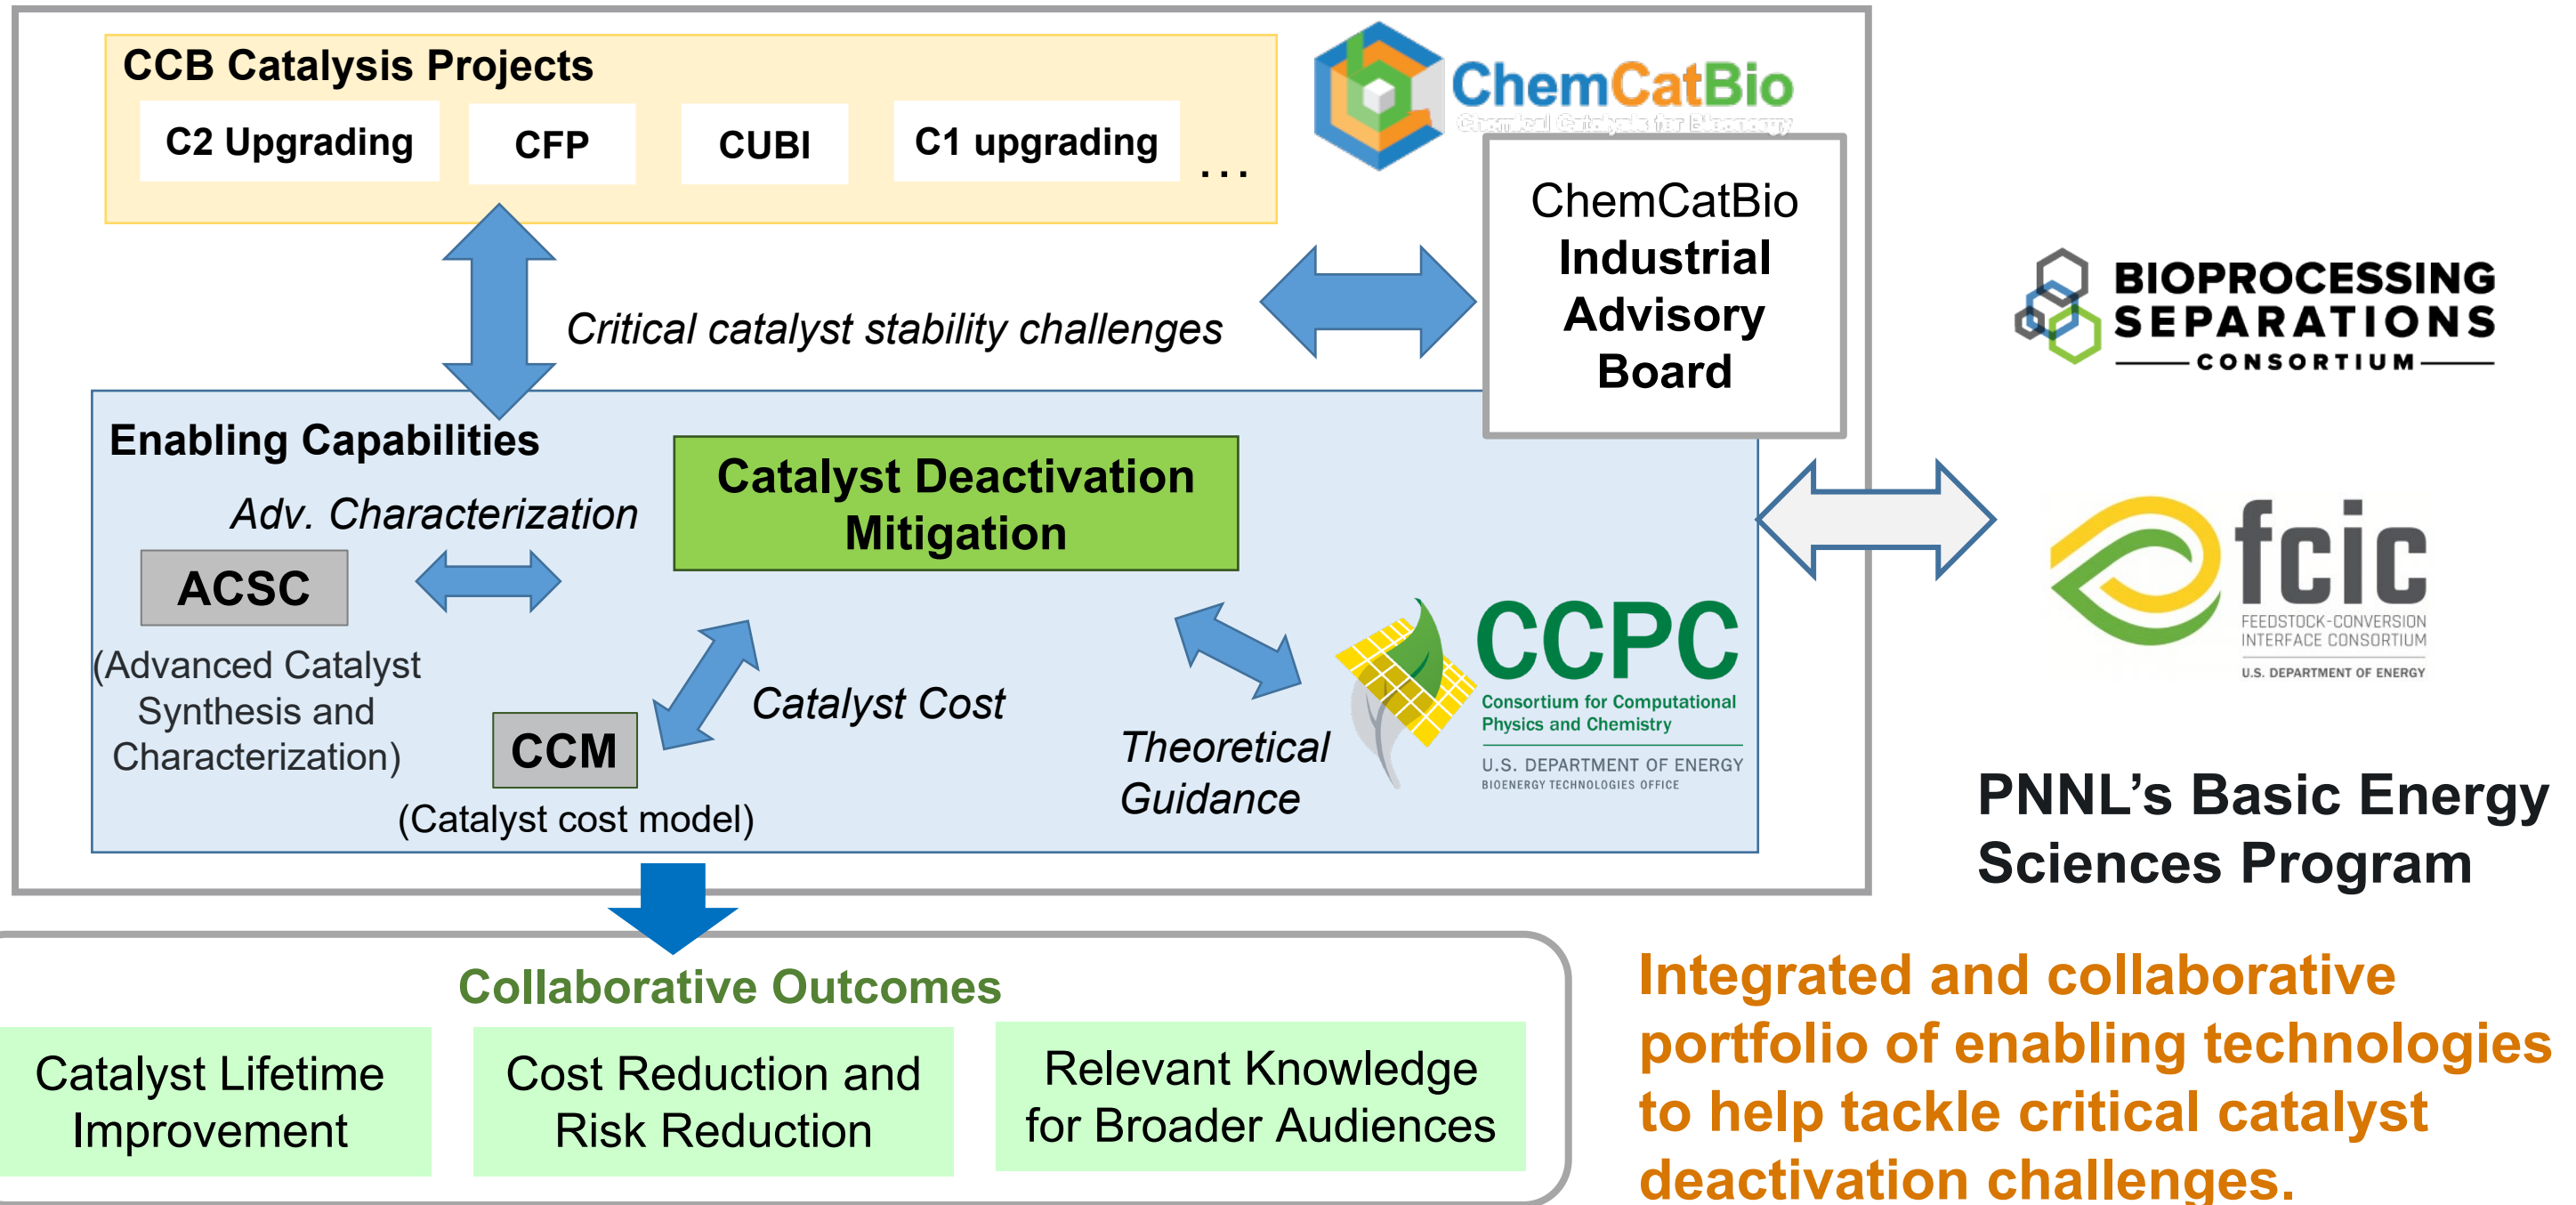 CCB Catalysis Projects
C2 Upgrading
CFP
CUBI
C1 upgrading
...
ChemCatBio
Chemical Catalysis for Bioenergy
ChemCatBio
Industrial
Advisory
Board
Critical catalyst stability challenges
BIOPROCESSING
SEPARATIONS
CONSORTIUM
Enabling Capabilities
Catalyst Deactivation
Mitigation
Adv. Characterization
ACSC
(Advanced Catalyst
Synthesis and
Characterization)
CCM
(Catalyst cost model)
Catalyst Cost
Theoretical
Guidance
CCPC
Consortium for Computational
Physics and Chemistry
U.S. DEPARTMENT OF ENERGY
BIOENERGY TECHNOLOGIES OFFICE
fcic
FEEDSTOCK-CONVERSION
INTERFACE CONSORTIUM
U.S. DEPARTMENT OF ENERGY
PNNL’s Basic Energy
Sciences Program
Collaborative Outcomes
Catalyst Lifetime
Improvement
Cost Reduction and
Risk Reduction
Relevant Knowledge
for Broader Audiences
Integrated and collaborative
portfolio of enabling technologies
to help tackle critical catalyst
deactivation challenges.